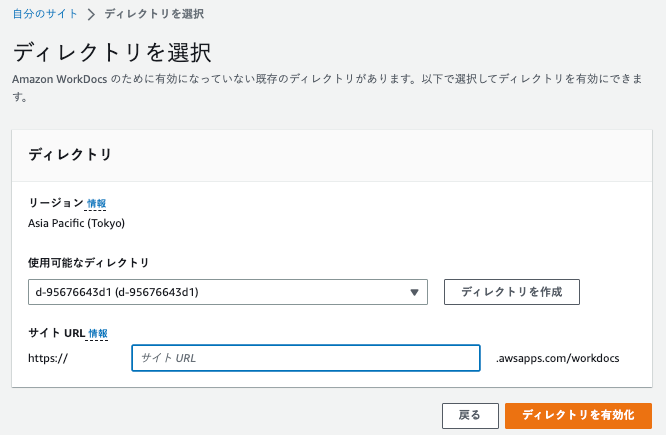 自分のサイト > ディレクトリを選択
ディレクトリを選択
Amazon WorkDocs のために有効になっていない既存のディレクトリがあります。以下で選択してディレクトリを有効にできま
す。
ディレクトリ
リージョン 情報
Asia Pacific (Tokyo)
使用可能なディレクトリ
d-95676643d1 (d-95676643d1)
ディレクトリを作成
サイト URL 情報
https://
サイト URL
.awsapps.com/workdocs
戻る
ディレクトリを有効化